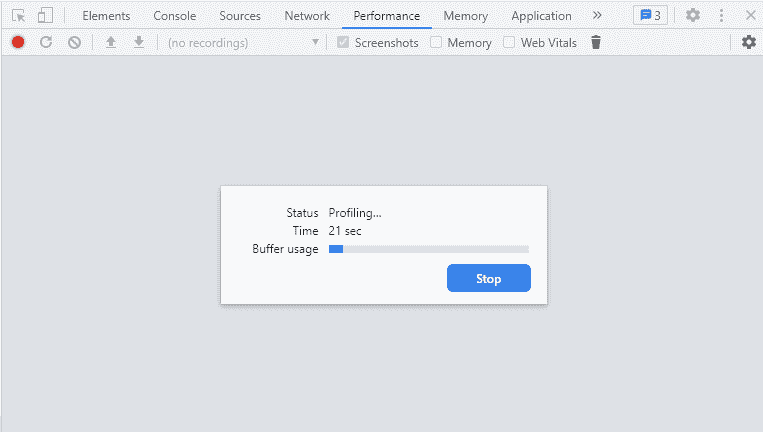 Elements Console Sources Network Performance Memory Application » 3
(no recordings) Screenshots Memory Web Vitals
Status Profiling...
Time 21 sec
Buffer usage
Stop